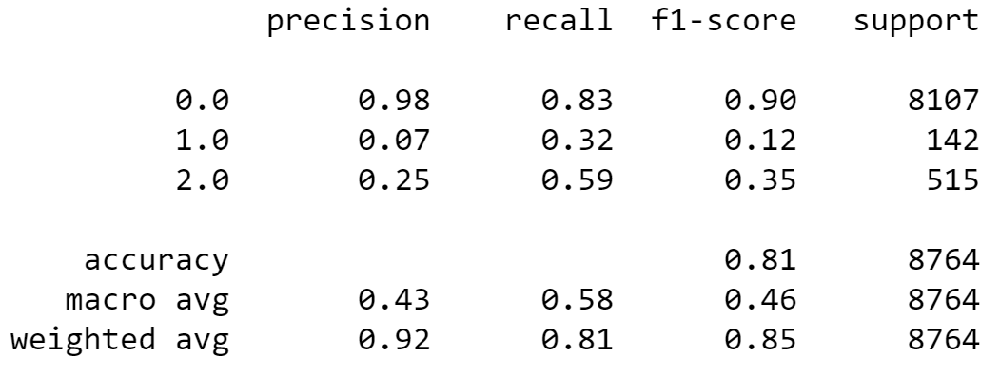 precision recall f1-score support
0.0 0.98 0.83 0.90 8107
1.0 0.07 0.32 0.12 142
2.0 0.25 0.59 0.35 515
accuracy 0.81 8764
macro avg 0.43 0.58 0.46 8764
weighted avg 0.92 0.81 0.85 8764